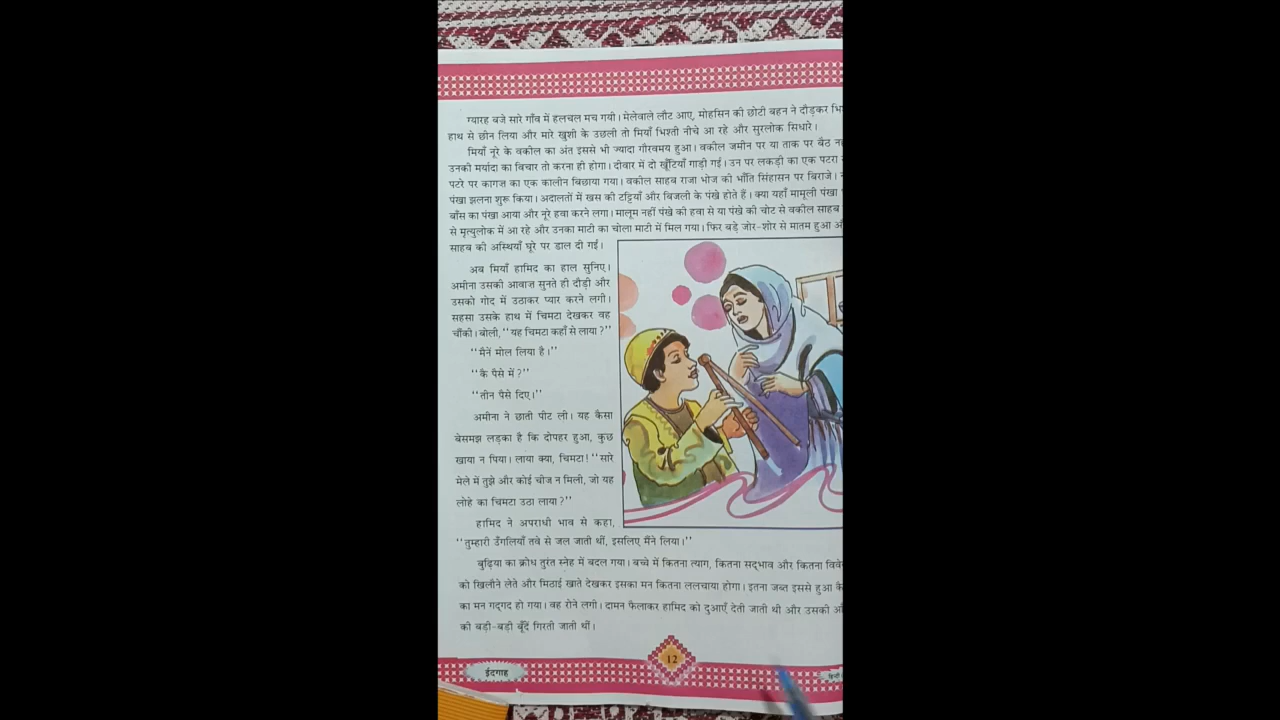 ग्यारह बजे सारे गाँव में हलचल मच गयी। मेलेवाले लौट आए, मोहसिन की छोटी बहन ने दौड़कर
हाथ से छीन लिया और मारे खुशी के उछली तो मियाँ भिश्ती नीचे आ रहे और सुरलोक सिधारे।
मियाँ नूरे के वकील का अंत इससे भी ज्यादा गौरवमय हुआ। वकील जमीन पर या ताक पर बैठ
उनकी मर्यादा का विचार तो करना ही होगा। दीवार में दो खूँटियाँ गाड़ी गईं। उन पर लकड़ी का एक पटरा
पटरे पर कागज़ का एक कालीन बिछाया गया। वकील साहब राजा भोज की भाँति सिंहासन पर बिराजे।
पंखा झलना शुरू किया। अदालतों में खस की टट्टियाँ और बिजली के पंखे होते हैं। क्या यहाँ मामूली पंखा
बाँस का पंखा आया और नूरे हवा करने लगा। मालूम नहीं पंखे की हवा से या पंखे की चोट से वकील साहब
से मृत्युलोक में आ रहे और उनका माटी का चोला माटी में मिल गया। फिर बड़े जोर-शोर से मातम हुआ
साहब की अस्थियाँ घूरे पर डाल दी गईं।
अब मियाँ हामिद का हाल सुनिए।
अमीना उसकी आवाज़ सुनते ही दौड़ी और
उसको गोद में उठाकर प्यार करने लगी।
सहसा उसके हाथ में चिमटा देखकर वह
चौंकी। बोली, ‘‘यह चिमटा कहाँ से लाया?’’
‘‘मैनें मोल लिया है।’’
‘‘कै पैसे में?’’
‘‘तीन पैसे दिए।’’
अमीना ने छाती पीट ली। यह कैसा
बेसमझ लड़का है कि दोपहर हुआ, कुछ
खाया न पिया। लाया क्या, चिमटा! ‘‘सारे
मेले में तुझे और कोई चीज न मिली, जो यह
लोहे का चिमटा उठा लाया?’’
हामिद ने अपराधी भाव से कहा,
‘‘तुम्हारी उँगलियाँ तवे से जल जाती थीं, इसलिए मैंने लिया।’’
बुढ़िया का क्रोध तुरंत स्नेह में बदल गया। बच्चे में कितना त्याग, कितना सद्भाव और कितना
को खिलौने लेते और मिठाई खाते देखकर इसका मन कितना ललचाया होगा। इतना जब्त इससे हुआ
का मन गद्गद हो गया। वह रोने लगी। दामन फैलाकर हामिद को दुआएँ देती जाती थी और उसकी
की बड़ी-बड़ी बूँदें गिरती जाती थीं।
ईदगाह
12